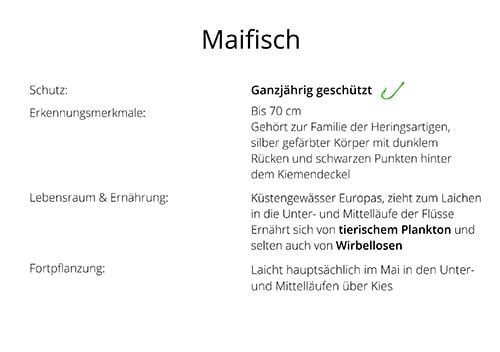 Maifisch
Schutz:
Ganzjährig geschützt
Erkennungsmerkmale:
Bis 70 cm
Gehört zur Familie der Heringsartigen,
silber gefärbter Körper mit dunklem
Rücken und schwarzen Punkten hinter
dem Kiemendeckel
Lebensraum & Ernährung:
Küstengewässer Europas, zieht zum Laichen
in die Unter- und Mittelläufe der Flüsse
Ernährt sich von tierischem Plankton und
selten auch von Wirbellosen
Fortpflanzung:
Laicht hauptsächlich im Mai in den Unter-
und Mittelläufen über Kies